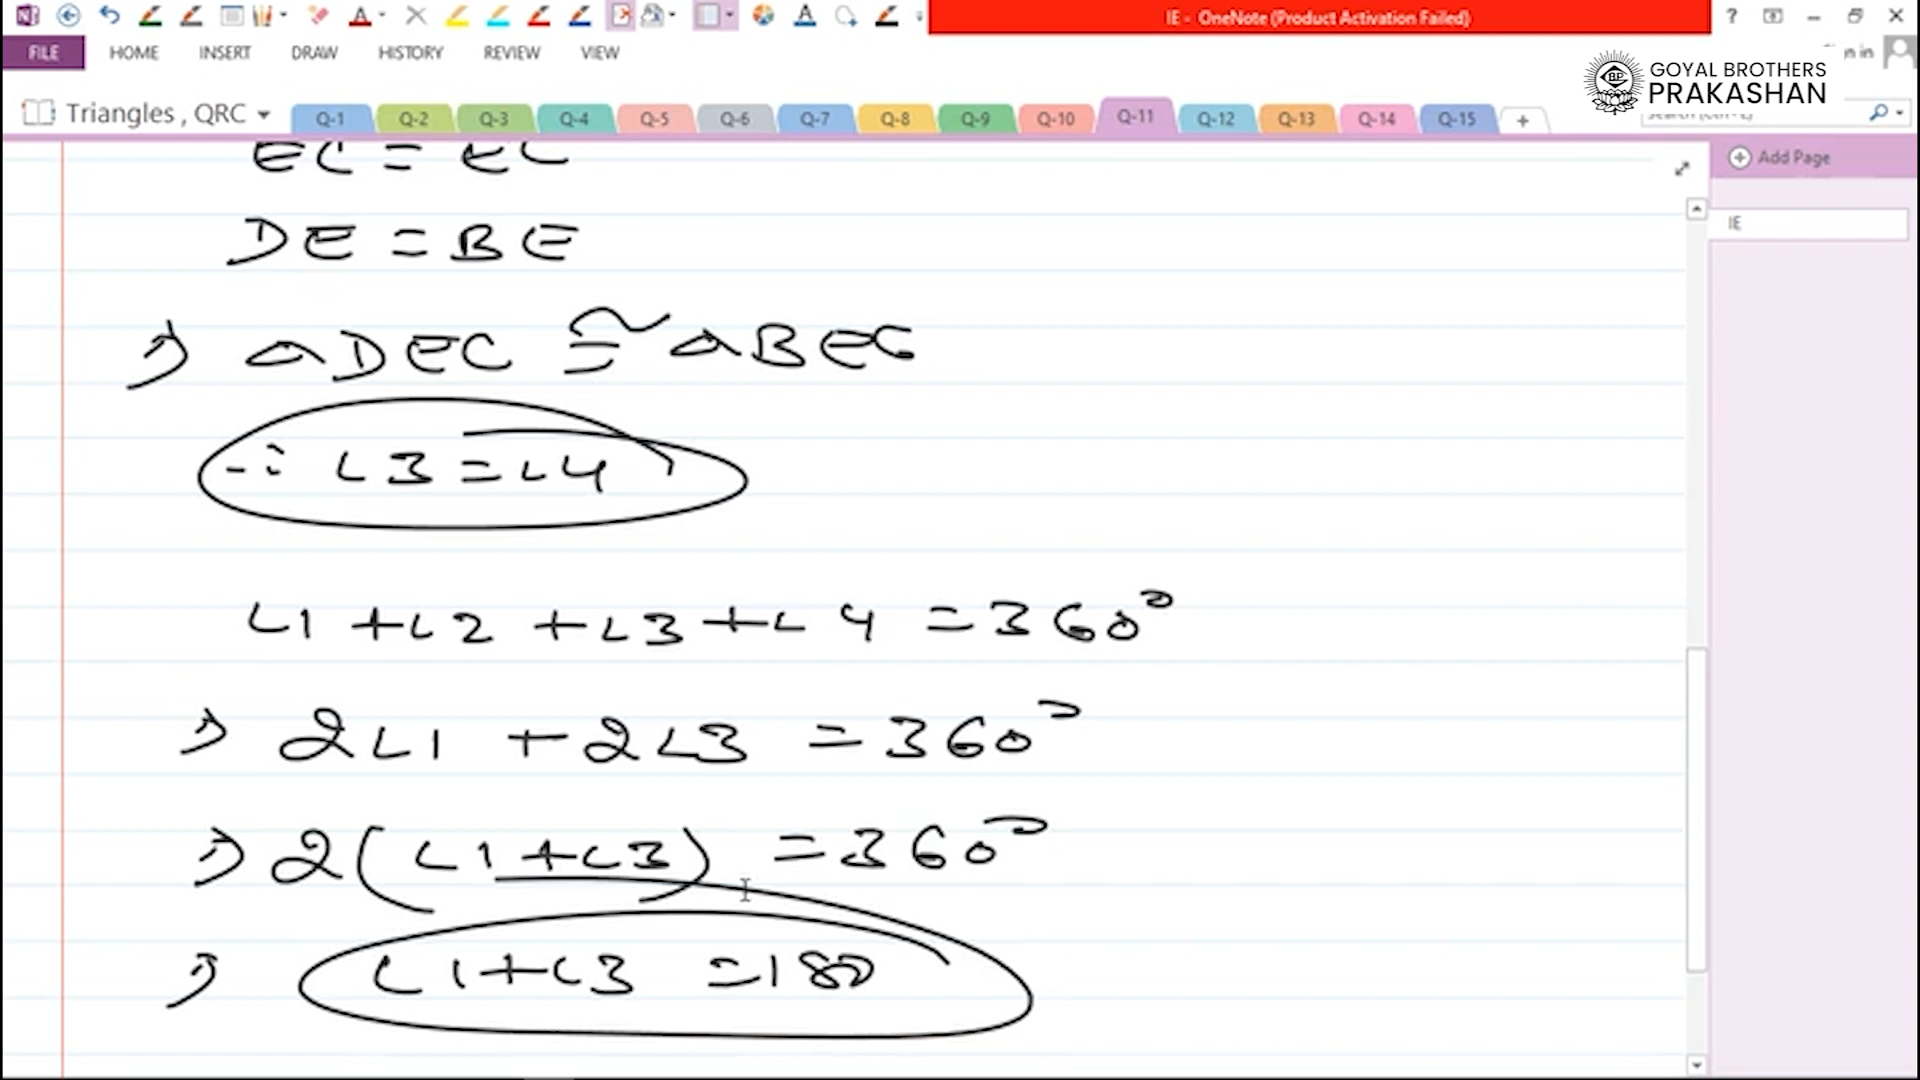 IE - OneNote (Product Activation Failed)
FILE HOME INSERT DRAW HISTORY REVIEW VIEW
GOYAL BROTHERS
PRAKASHAN
Triangles , QRC Q-1 Q-2 Q-3 Q-4 Q-5 Q-6 Q-7 Q-8 Q-9 Q-10 Q-11 Q-12 Q-13 Q-14 Q-15 +
Add Page
IE
EC = EC
DE = BE
⇒ △DEC ≅ △BEC
∴ ∠3 = ∠4
∠1 + ∠2 + ∠3 + ∠4 = 360°
⇒ 2∠1 + 2∠3 = 360°
⇒ 2(∠1+∠3) = 360°
⇒ ∠1+∠3 = 180